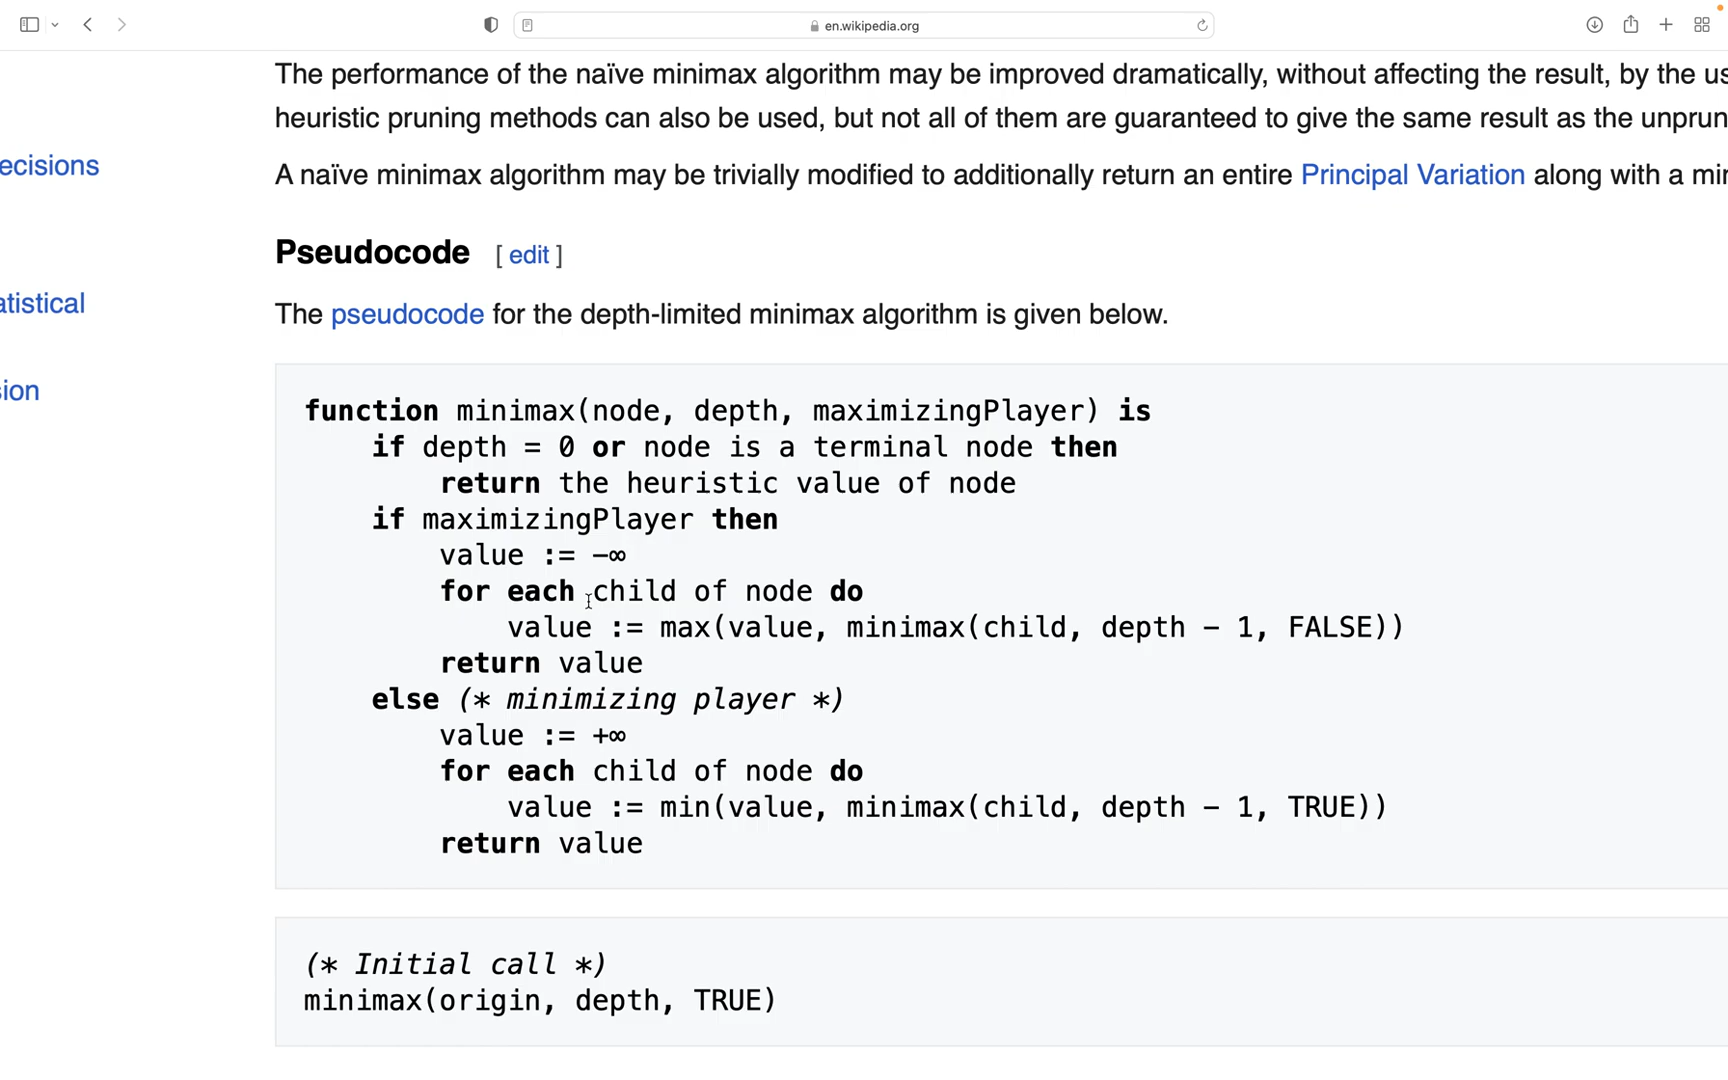 en.wikipedia.org
The performance of the naïve minimax algorithm may be improved dramatically, without affecting the result, by the
heuristic pruning methods can also be used, but not all of them are guaranteed to give the same result as the
A naïve minimax algorithm may be trivially modified to additionally return an entire Principal Variation along with a
ecisions
Pseudocode [ edit ]
atistical
The pseudocode for the depth-limited minimax algorithm is given below.
sion
function minimax(node, depth, maximizingPlayer) is
if depth = 0 or node is a terminal node then
return the heuristic value of node
if maximizingPlayer then
value := −∞
for each child of node do
value := max(value, minimax(child, depth − 1, FALSE))
return value
else (* minimizing player *)
value := +∞
for each child of node do
value := min(value, minimax(child, depth − 1, TRUE))
return value
(* Initial call *)
minimax(origin, depth, TRUE)